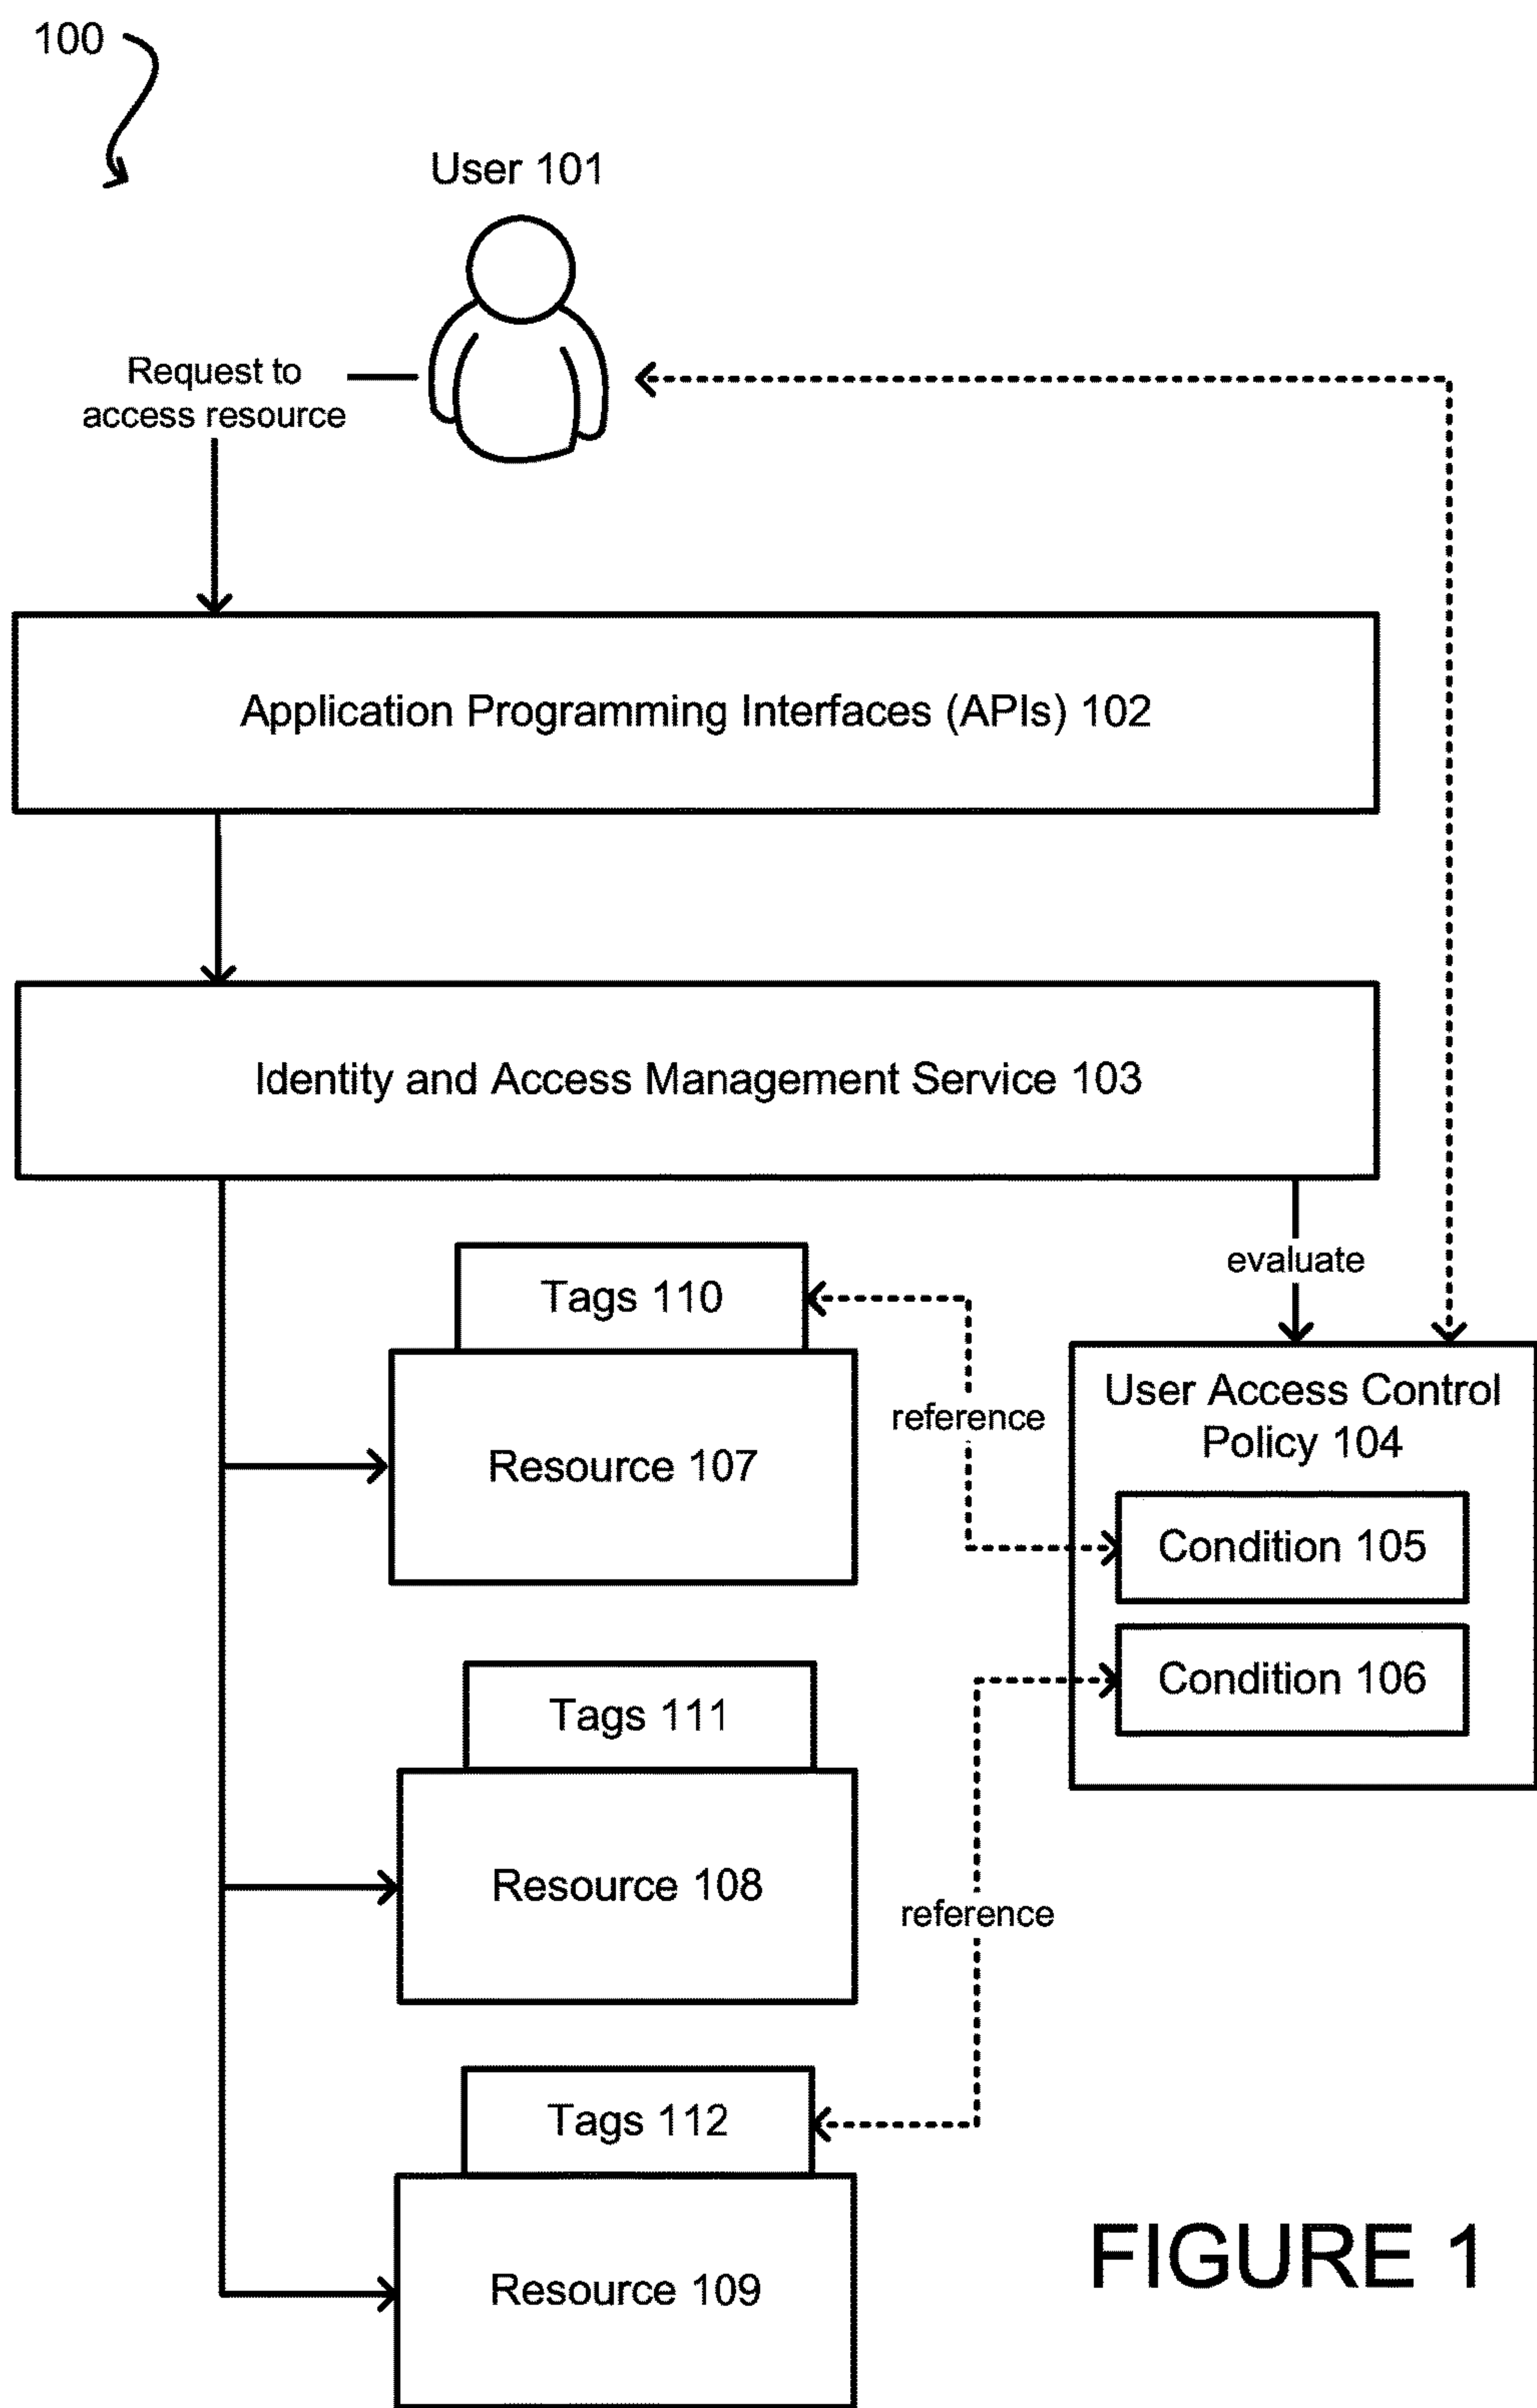 100
User 101
Request to
access resource
Application Programming Interfaces (APIs) 102
Identity and Access Management Service 103
evaluate
Tags 110
Resource 107
reference
User Access Control
Policy 104
Condition 105
Condition 106
Tags 111
Resource 108
reference
Tags 112
Resource 109
FIGURE 1